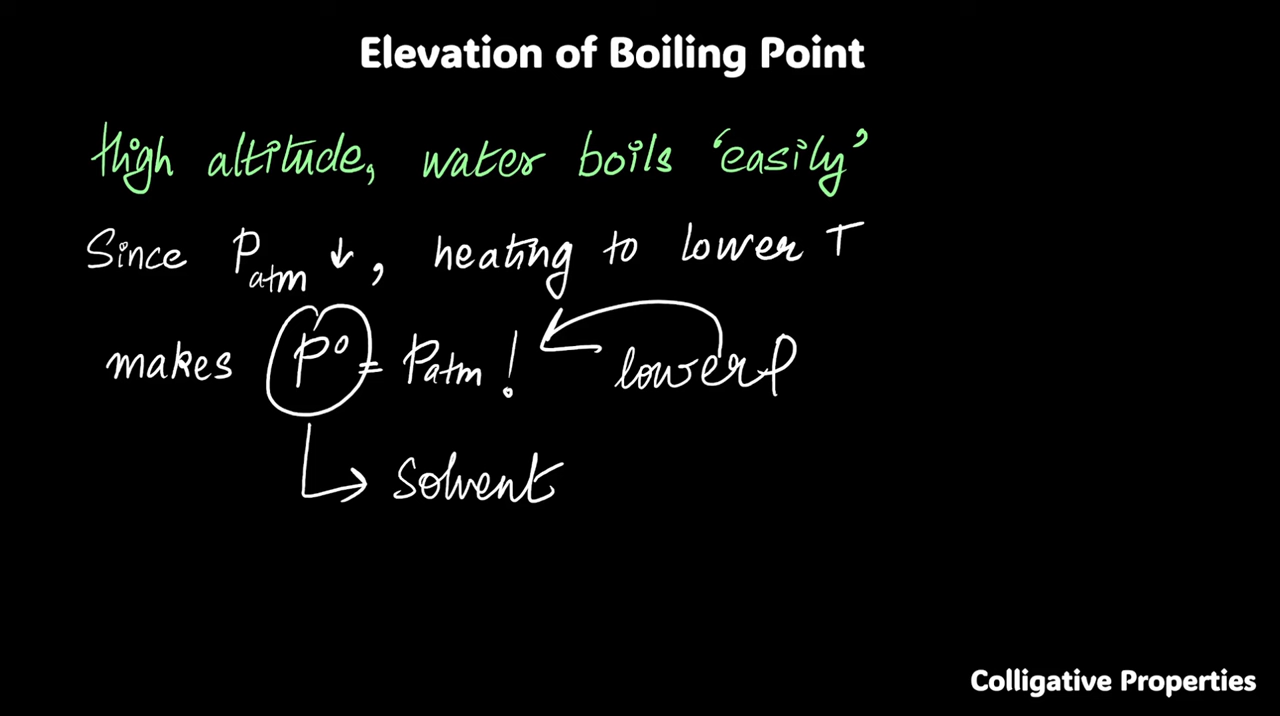 Elevation of Boiling Point
High altitude, water boils 'easily'
Since Patm ↓, heating to lower T
makes P° = Patm! lower P
↳ solvent
Colligative Properties